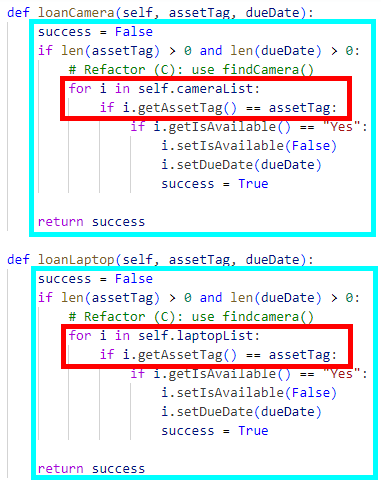 def loanCamera(self, assetTag, dueDate):
success = False
if len(assetTag) > 0 and len(dueDate) > 0:
# Refactor (C): use findCamera()
for i in self.cameraList:
if i.getAssetTag() == assetTag:
if i.getIsAvailable() == "Yes":
i.setIsAvailable(False)
i.setDueDate(dueDate)
success = True
return success
def loanLaptop(self, assetTag, dueDate):
success = False
if len(assetTag) > 0 and len(dueDate) > 0:
# Refactor (C): use findcamera()
for i in self.laptopList:
if i.getAssetTag() == assetTag:
if i.getIsAvailable() == "Yes":
i.setIsAvailable(False)
i.setDueDate(dueDate)
success = True
return success